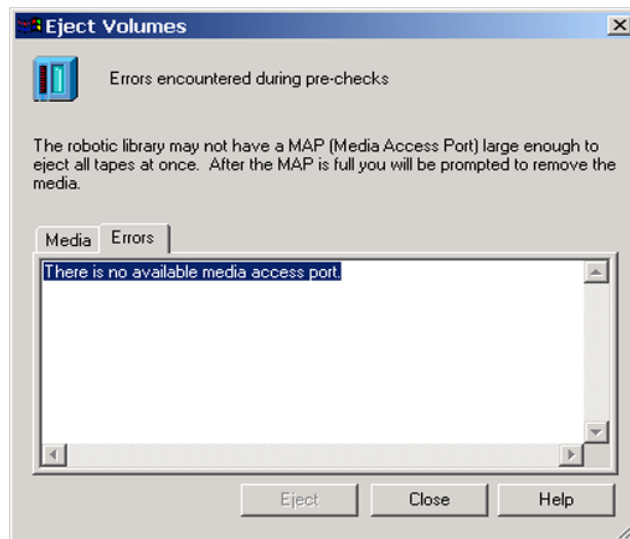 Eject Volumes
Errors encountered during pre-checks
The robotic library may not have a MAP (Media Access Port) large enough to
eject all tapes at once.  After the MAP is full you will be prompted to remove the
media.
Media
Errors
There is no available media access port.
Eject
Close
Help